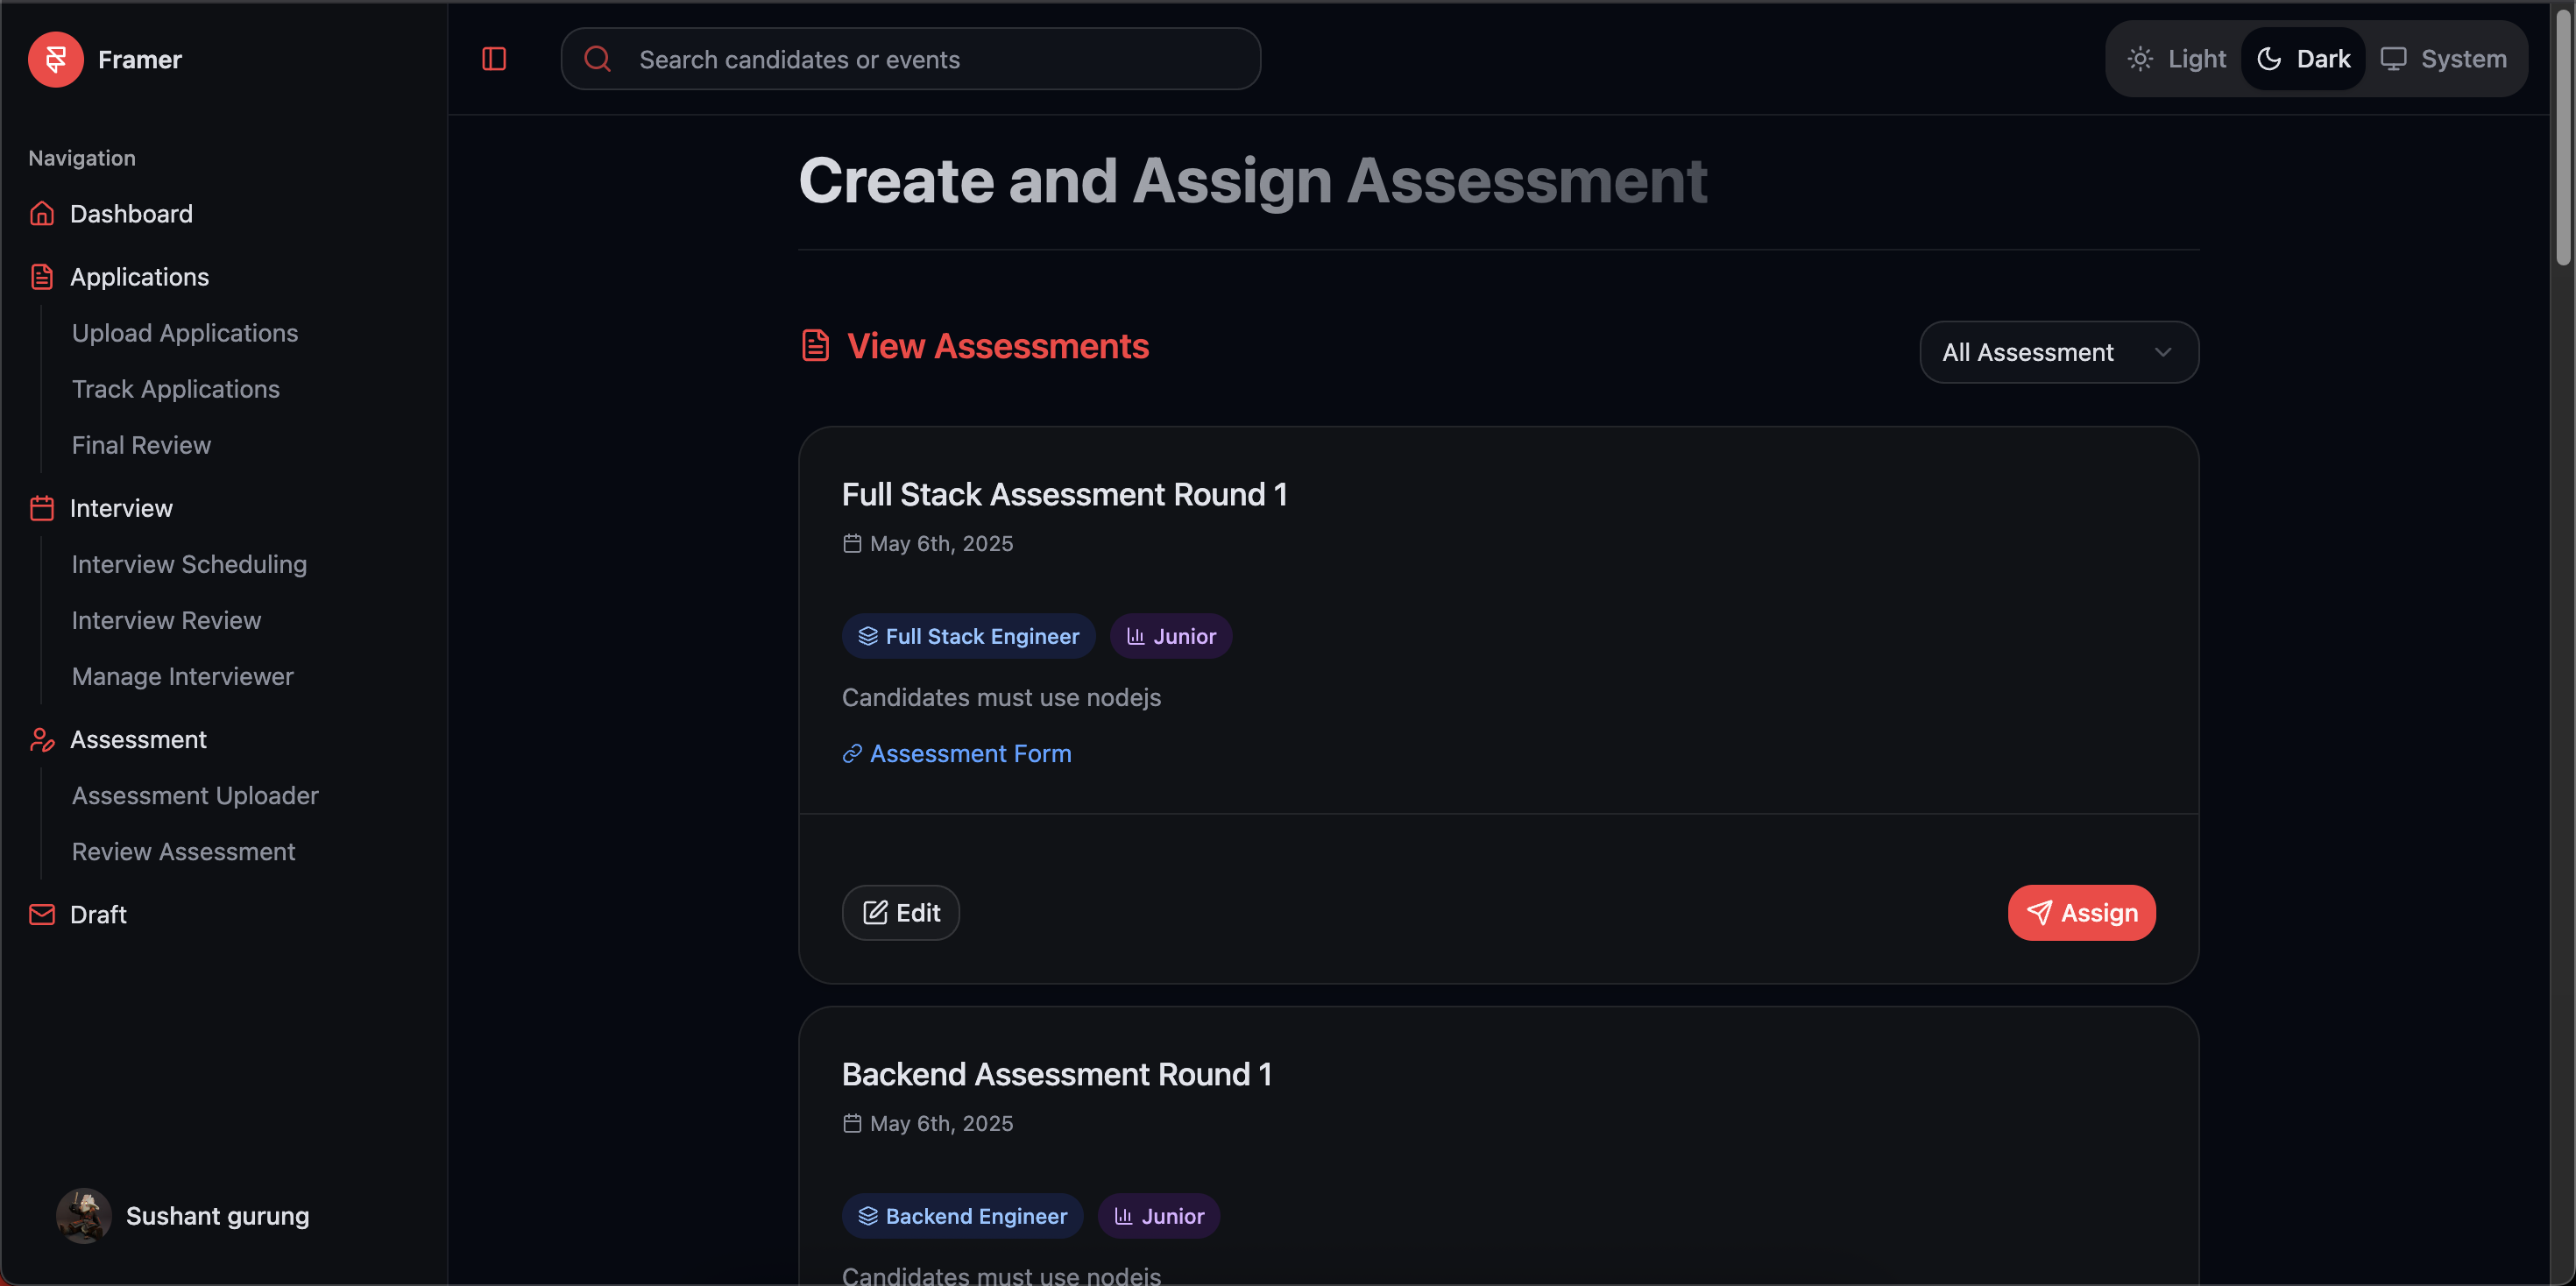 Framer
Search candidates or events
Light
Dark
System
Navigation
Dashboard
Applications
Upload Applications
Track Applications
Final Review
Interview
Interview Scheduling
Interview Review
Manage Interviewer
Assessment
Assessment Uploader
Review Assessment
Draft
Sushant gurung
Create and Assign Assessment
View Assessments
All Assessment
Full Stack Assessment Round 1
May 6th, 2025
Full Stack Engineer
Junior
Candidates must use nodejs
Assessment Form
Edit
Assign
Backend Assessment Round 1
May 6th, 2025
Backend Engineer
Junior
Candidates must use nodejs